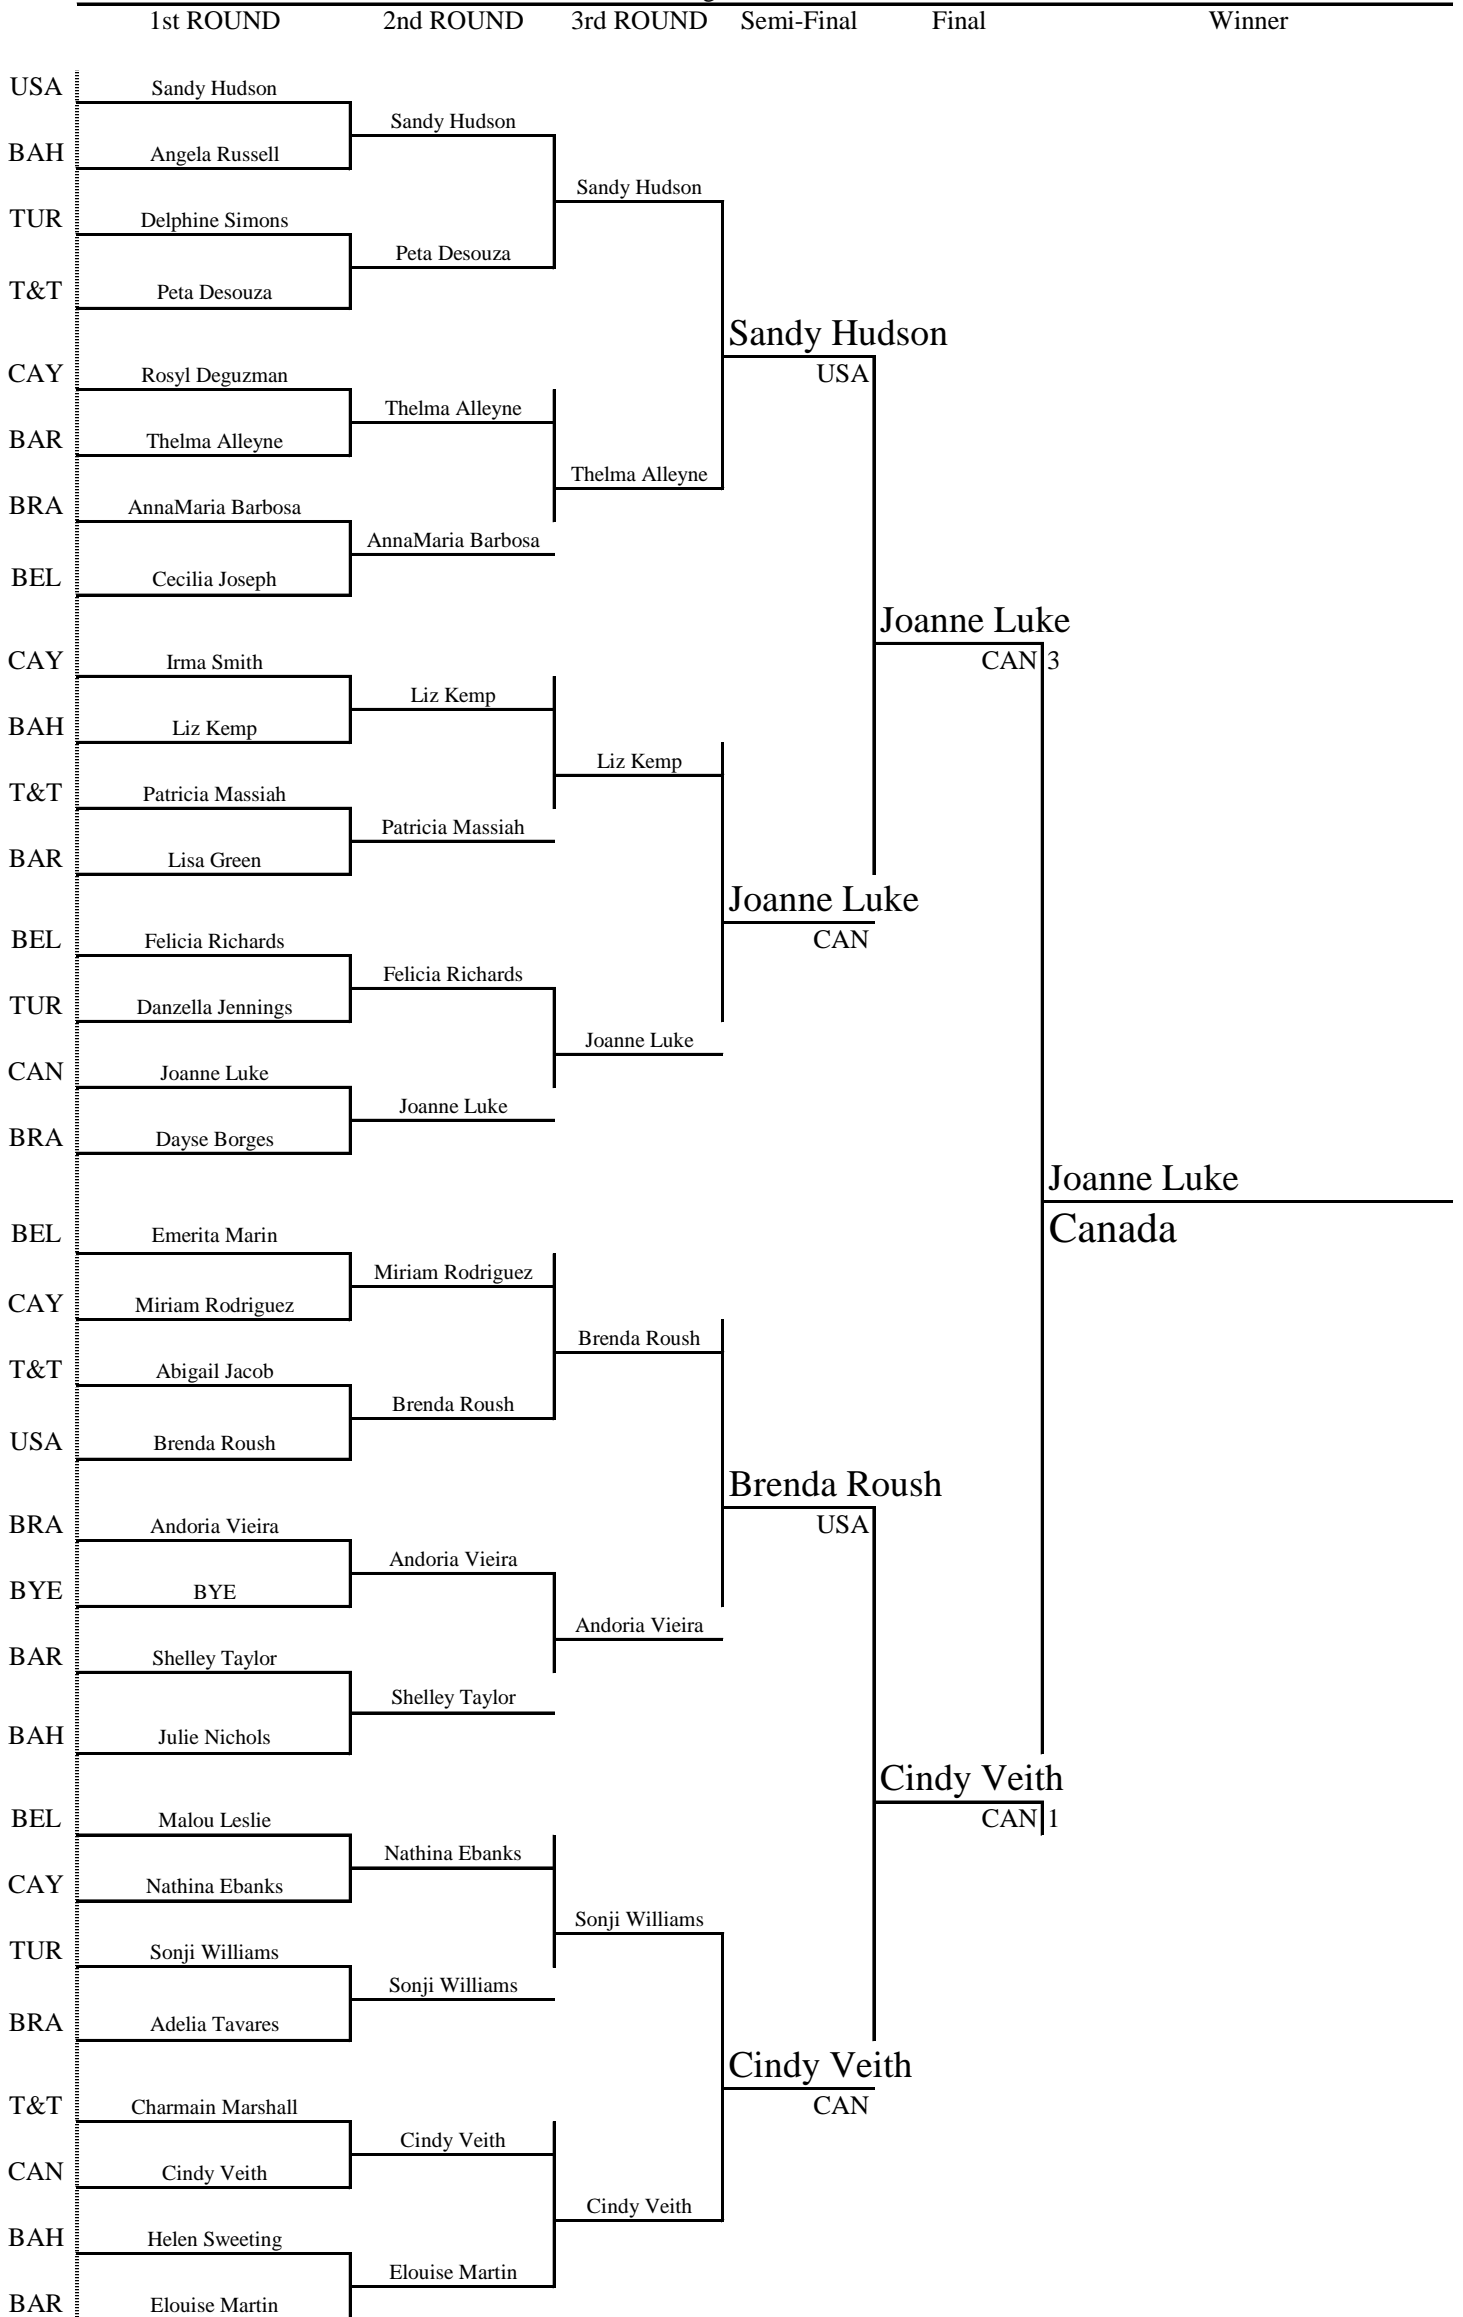 1st ROUND 2nd ROUND 3rd ROUND Semi-Final Final Winner
USA Sandy Hudson
Sandy Hudson
BAH Angela Russell
Sandy Hudson
TUR Delphine Simons
Peta Desouza
T&T Peta Desouza
Sandy Hudson
USA
CAY Rosyl Deguzman
Thelma Alleyne
BAR Thelma Alleyne
Thelma Alleyne
BRA AnnaMaria Barbosa
AnnaMaria Barbosa
BEL Cecilia Joseph
Joanne Luke
CAN 3
CAY Irma Smith
Liz Kemp
BAH Liz Kemp
Liz Kemp
T&T Patricia Massiah
Patricia Massiah
BAR Lisa Green
Joanne Luke
CAN
BEL Felicia Richards
Felicia Richards
TUR Danzella Jennings
Joanne Luke
CAN Joanne Luke
Joanne Luke
BRA Dayse Borges
Joanne Luke
Canada
BEL Emerita Marin
Miriam Rodriguez
CAY Miriam Rodriguez
Brenda Roush
T&T Abigail Jacob
Brenda Roush
USA Brenda Roush
Brenda Roush
USA
BRA Andoria Vieira
Andoria Vieira
BYE BYE
Andoria Vieira
BAR Shelley Taylor
Shelley Taylor
BAH Julie Nichols
Cindy Veith
CAN 1
BEL Malou Leslie
Nathina Ebanks
CAY Nathina Ebanks
Sonji Williams
TUR Sonji Williams
Sonji Williams
BRA Adelia Tavares
Cindy Veith
CAN
T&T Charmain Marshall
Cindy Veith
CAN Cindy Veith
Cindy Veith
BAH Helen Sweeting
Elouise Martin
BAR Elouise Martin